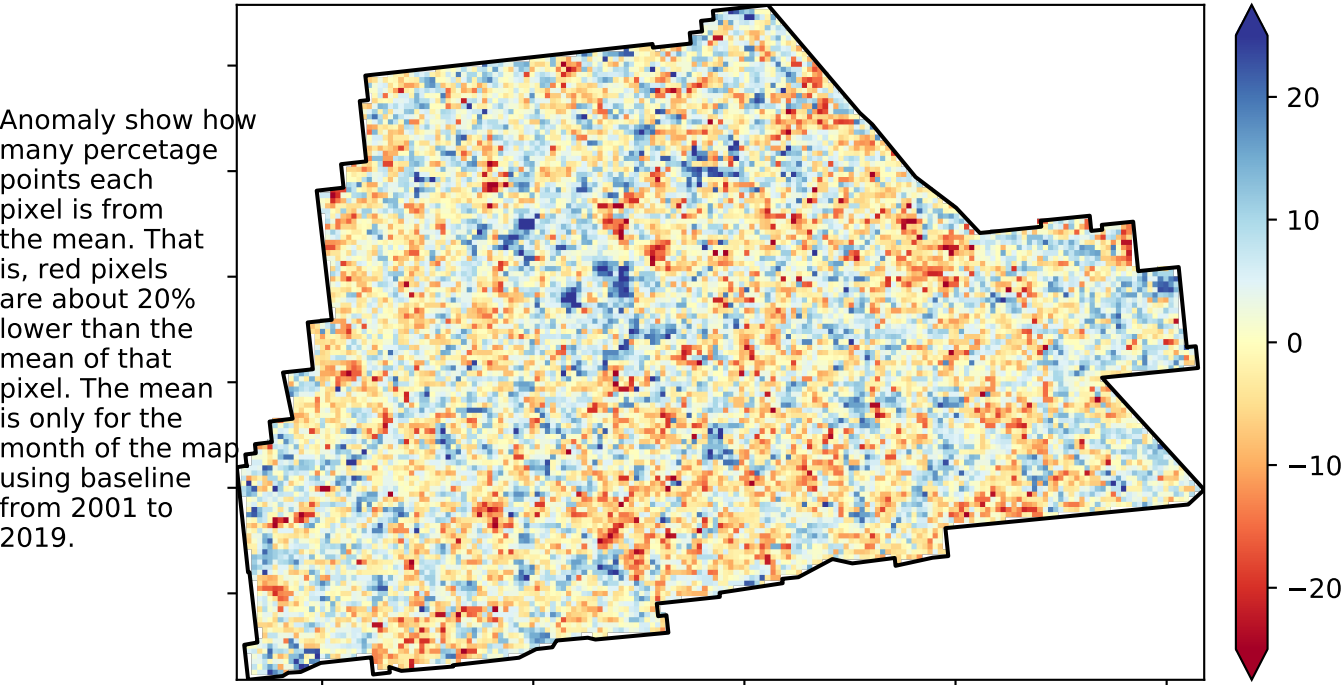 Anomaly show how
many percetage
points each
pixel is from
the mean. That
is, red pixels
are about 20%
lower than the
mean of that
pixel. The mean
is only for the
month of the map
using baseline
from 2001 to
2019.
20
10
0
−10
−20